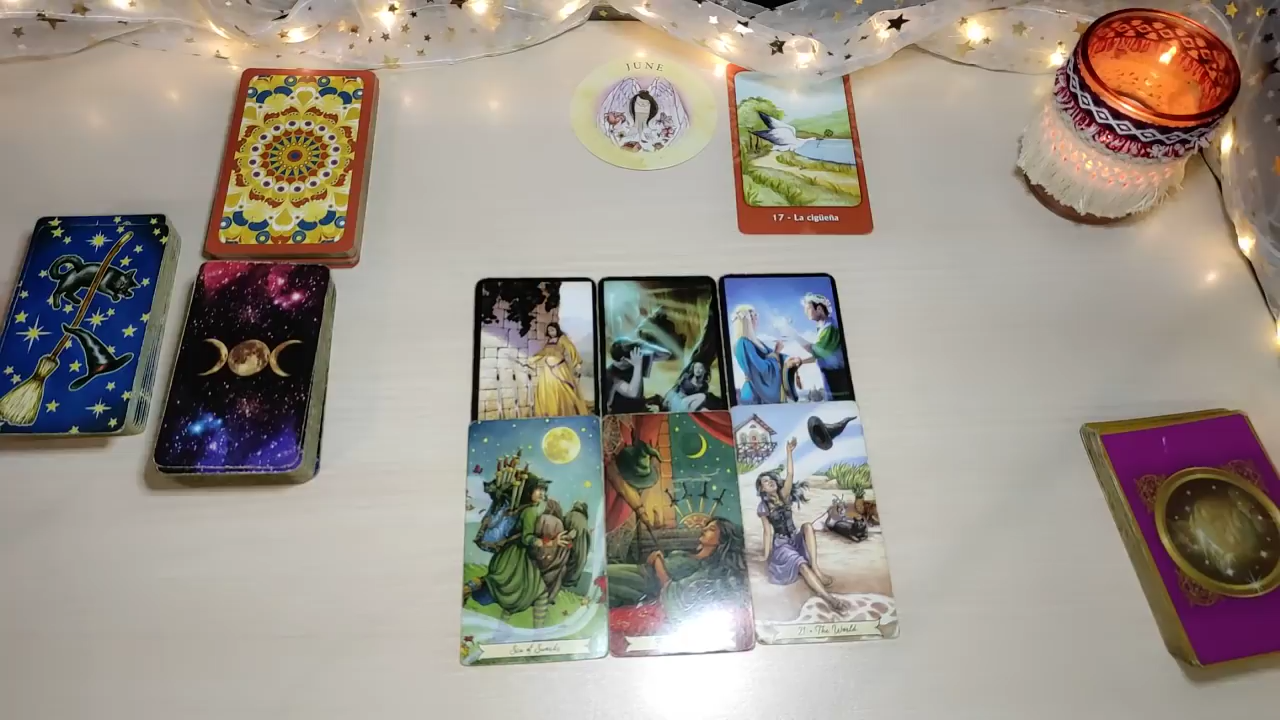 JUNE
17 - La cigüeña
Six of Swords
21 • The World